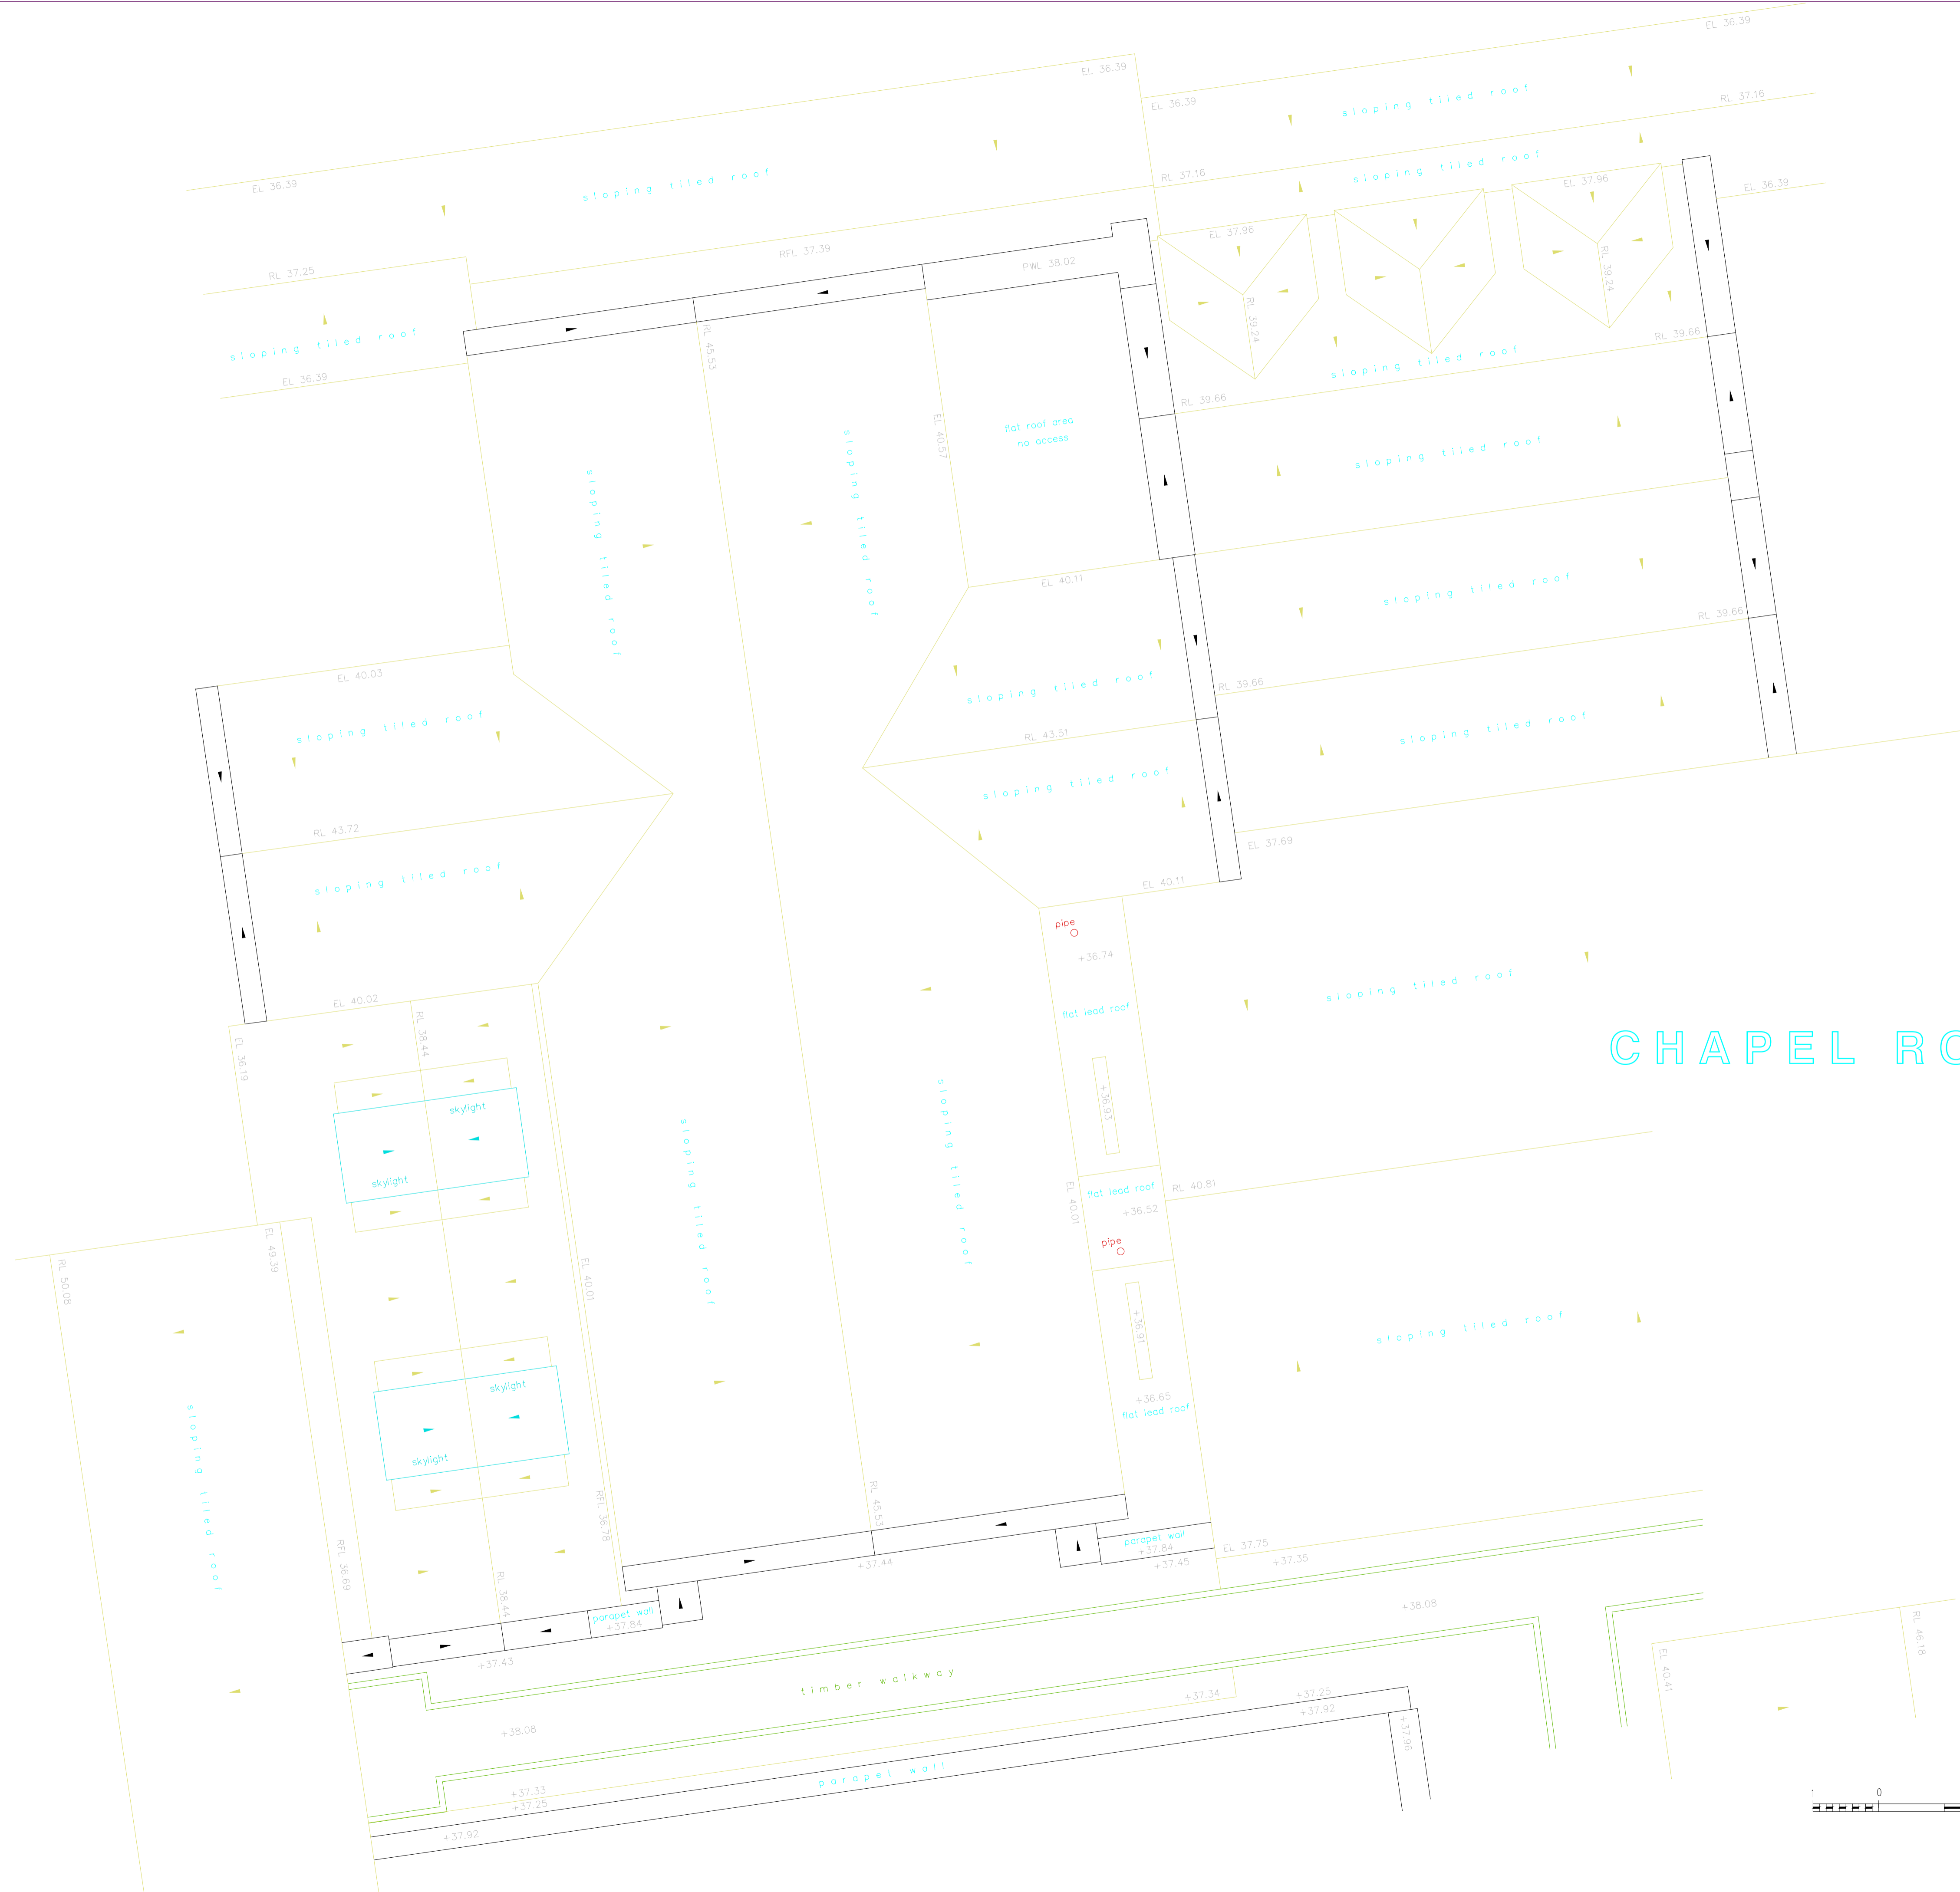 EL 36.39
EL 36.39
EL 36.39
EL 36.39
sloping tiled roof
RL 37.16
sloping tiled roof
RL 37.16
sloping tiled roof
EL 37.96
EL 36.39
EL 37.96
RFL 37.39
PWL 38.02
RL 37.25
RL 39.24
RL 39.24
sloping tiled roof
EL 36.39
RL 45.53
RL 39.66
sloping tiled roof
RL 39.66
EL 40.57
flat roof area
no access
sloping tiled roof
sloping tiled roof
sloping tiled roof
EL 40.11
sloping tiled roof
RL 39.66
EL 40.03
sloping tiled roof
RL 39.66
sloping tiled roof
RL 43.51
sloping tiled roof
sloping tiled roof
RL 43.72
EL 37.69
sloping tiled roof
EL 40.11
pipe
+36.74
EL 40.02
sloping tiled roof
flat lead roof
RL 38.44
EL 36.19
CHAPEL RO
+36.93
skylight
skylight
sloping tiled roof
sloping tiled roof
flat lead roof
RL 40.81
EL 40.01
+36.52
pipe
EL 49.39
RL 50.08
EL 40.01
+36.91
sloping tiled roof
skylight
skylight
+36.65
flat lead roof
sloping tiled roof
RL 45.53
RFL 36.78
RFL 36.69
RL 38.44
parapet wall
+37.84
+37.45
EL 37.75
+37.35
+37.44
parapet wall
+37.84
+37.43
+38.08
RL 46.18
EL 40.41
timber walkway
+37.34
+37.25
+37.92
+37.96
+38.08
parapet wall
+37.33
+37.25
+37.92
1 0